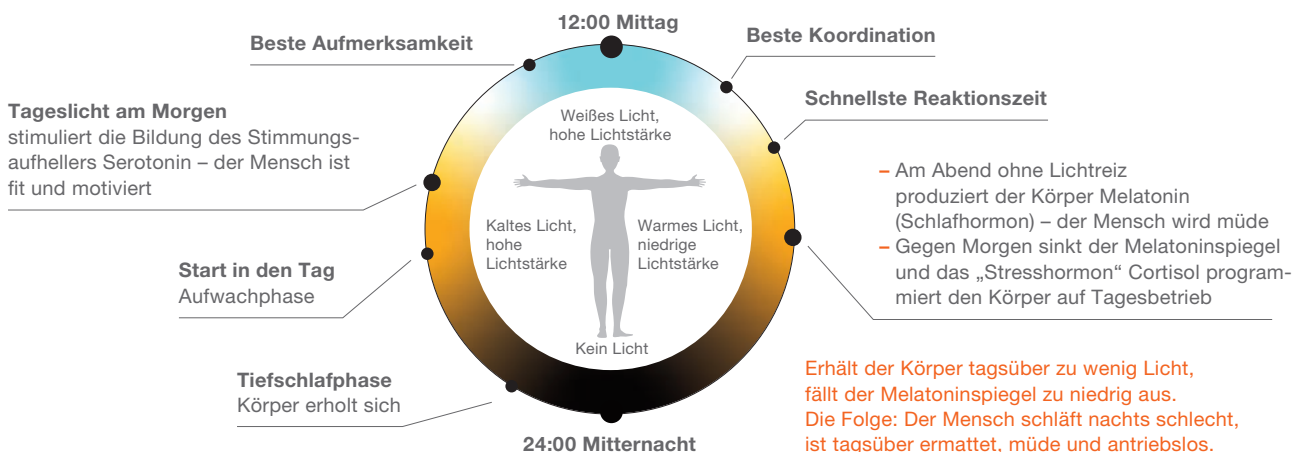 12:00 Mittag
Beste Aufmerksamkeit
Beste Koordination
Tageslicht am Morgen
stimuliert die Bildung des Stimmungs-
aufhellers Serotonin – der Mensch ist
fit und motiviert
Schnellste Reaktionszeit
Weißes Licht,
hohe Lichtstärke
– Am Abend ohne Lichtreiz
produziert der Körper Melatonin
(Schlafhormon) – der Mensch wird müde
– Gegen Morgen sinkt der Melatoninspiegel
und das „Stresshormon“ Cortisol program-
miert den Körper auf Tagesbetrieb
Kaltes Licht,
hohe
Lichtstärke
Warmes Licht,
niedrige
Lichtstärke
Start in den Tag
Aufwachphase
Kein Licht
Tiefschlafphase
Körper erholt sich
24:00 Mitternacht
Erhält der Körper tagsüber zu wenig Licht,
fällt der Melatoninspiegel zu niedrig aus.
Die Folge: Der Mensch schläft nachts schlecht,
ist tagsüber ermattet, müde und antriebslos.